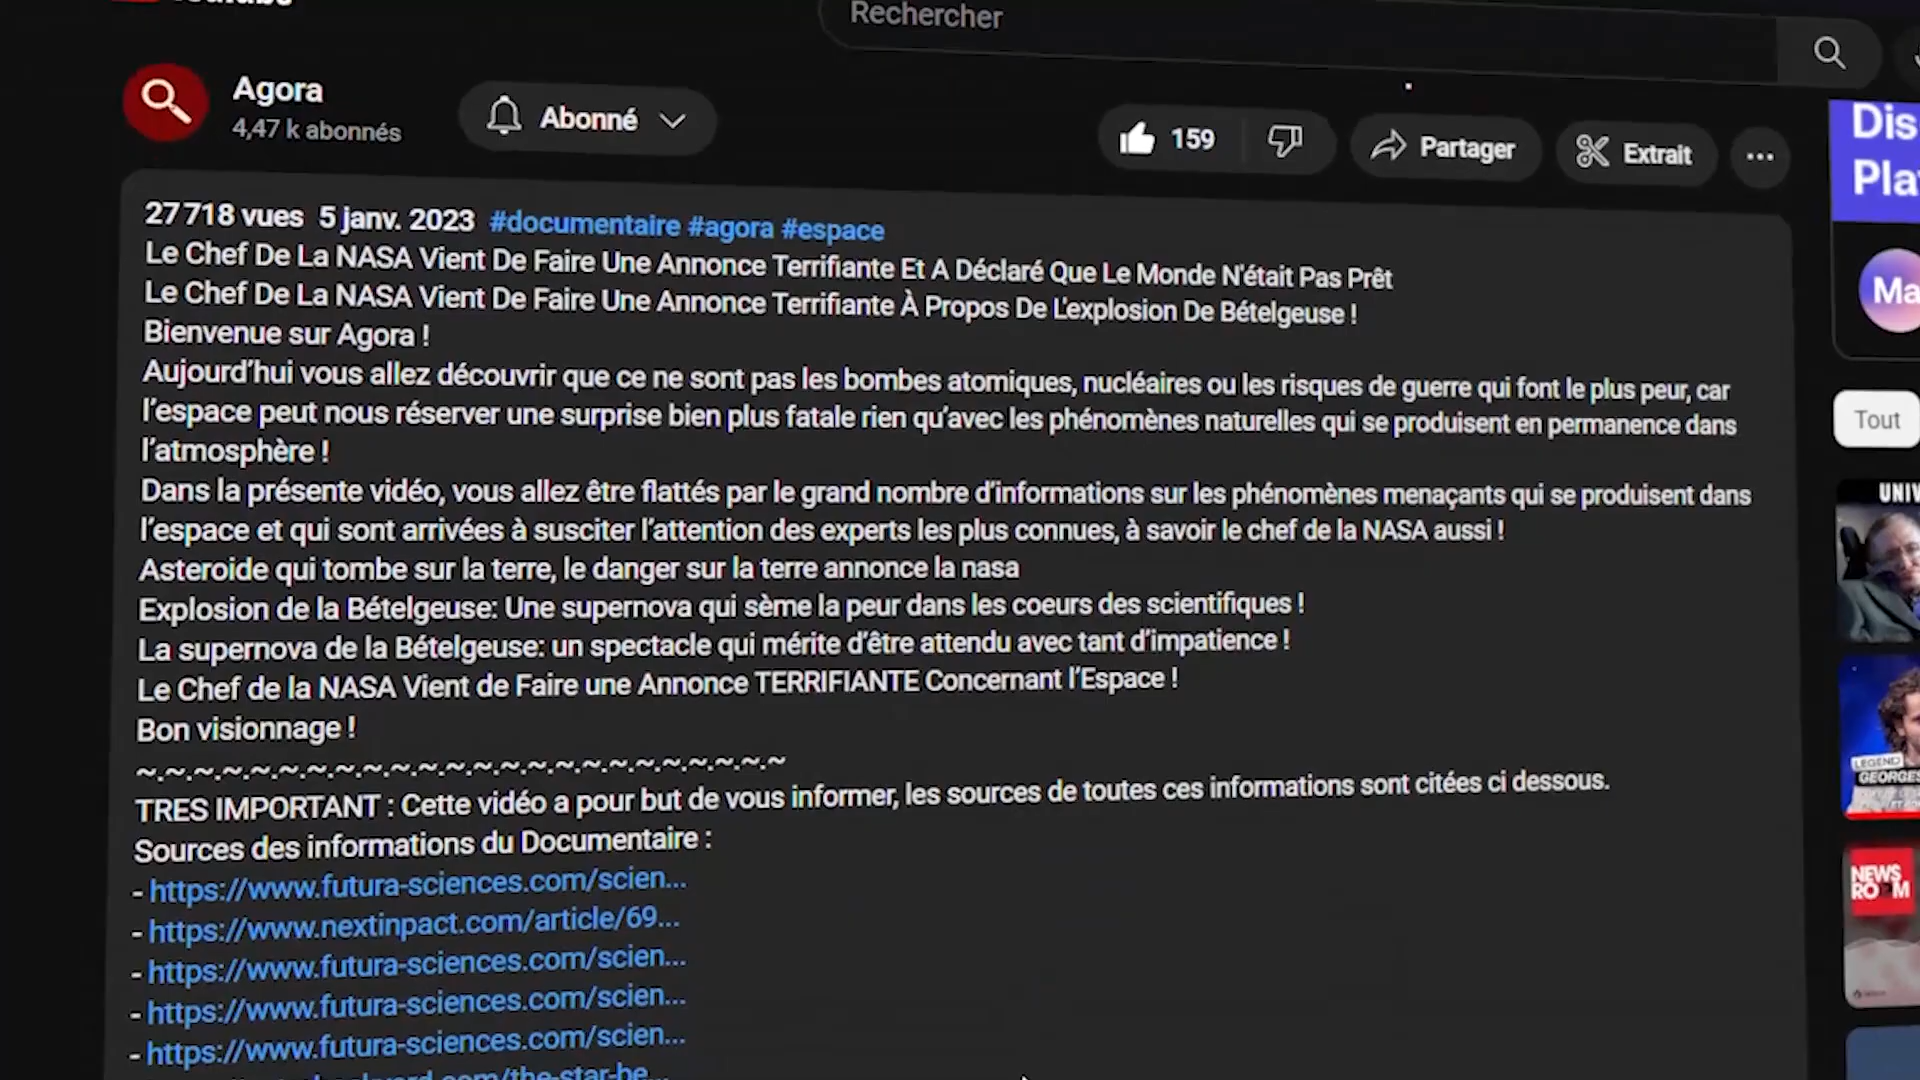 Rechercher
Agora
4,47 k abonnés
Abonné
159
Partager
Extrait
27 718 vues 5 janv. 2023 #documentaire #agora #espace
Le Chef De La NASA Vient De Faire Une Annonce Terrifiante Et A Déclaré Que Le Monde N'était Pas Prêt
Le Chef De La NASA Vient De Faire Une Annonce Terrifiante À Propos De L'explosion De Bételgeuse !
Bienvenue sur Agora !
Aujourd’hui vous allez découvrir que ce ne sont pas les bombes atomiques, nucléaires ou les risques de guerre qui font le plus peur, car
l’espace peut nous réserver une surprise bien plus fatale rien qu’avec les phénomènes naturelles qui se produisent en permanence dans
l’atmosphère !
Dans la présente vidéo, vous allez être flattés par le grand nombre d’informations sur les phénomènes menaçants qui se produisent dans
l’espace et qui sont arrivées à susciter l’attention des experts les plus connues, à savoir le chef de la NASA aussi !
Asteroide qui tombe sur la terre, le danger sur la terre annonce la nasa
Explosion de la Bételgeuse: Une supernova qui sème la peur dans les coeurs des scientifiques !
La supernova de la Bételgeuse: un spectacle qui mérite d’être attendu avec tant d’impatience !
Le Chef de la NASA Vient de Faire une Annonce TERRIFIANTE Concernant l’Espace !
Bon visionnage !
~.~.~.~.~.~.~.~.~.~.~.~.~.~.~.~.~.~.~.~.~.~.~.~
TRES IMPORTANT : Cette vidéo a pour but de vous informer, les sources de toutes ces informations sont citées ci dessous.
Sources des informations du Documentaire :
- https://www.futura-sciences.com/scien...
- https://www.nextinpact.com/article/69...
- https://www.futura-sciences.com/scien...
- https://www.futura-sciences.com/scien...
- https://www.futura-sciences.com/scien...
Dis
Pla
Ma
Tout
UNIV
LEGEND
GEORGES
NEWS
ROOM